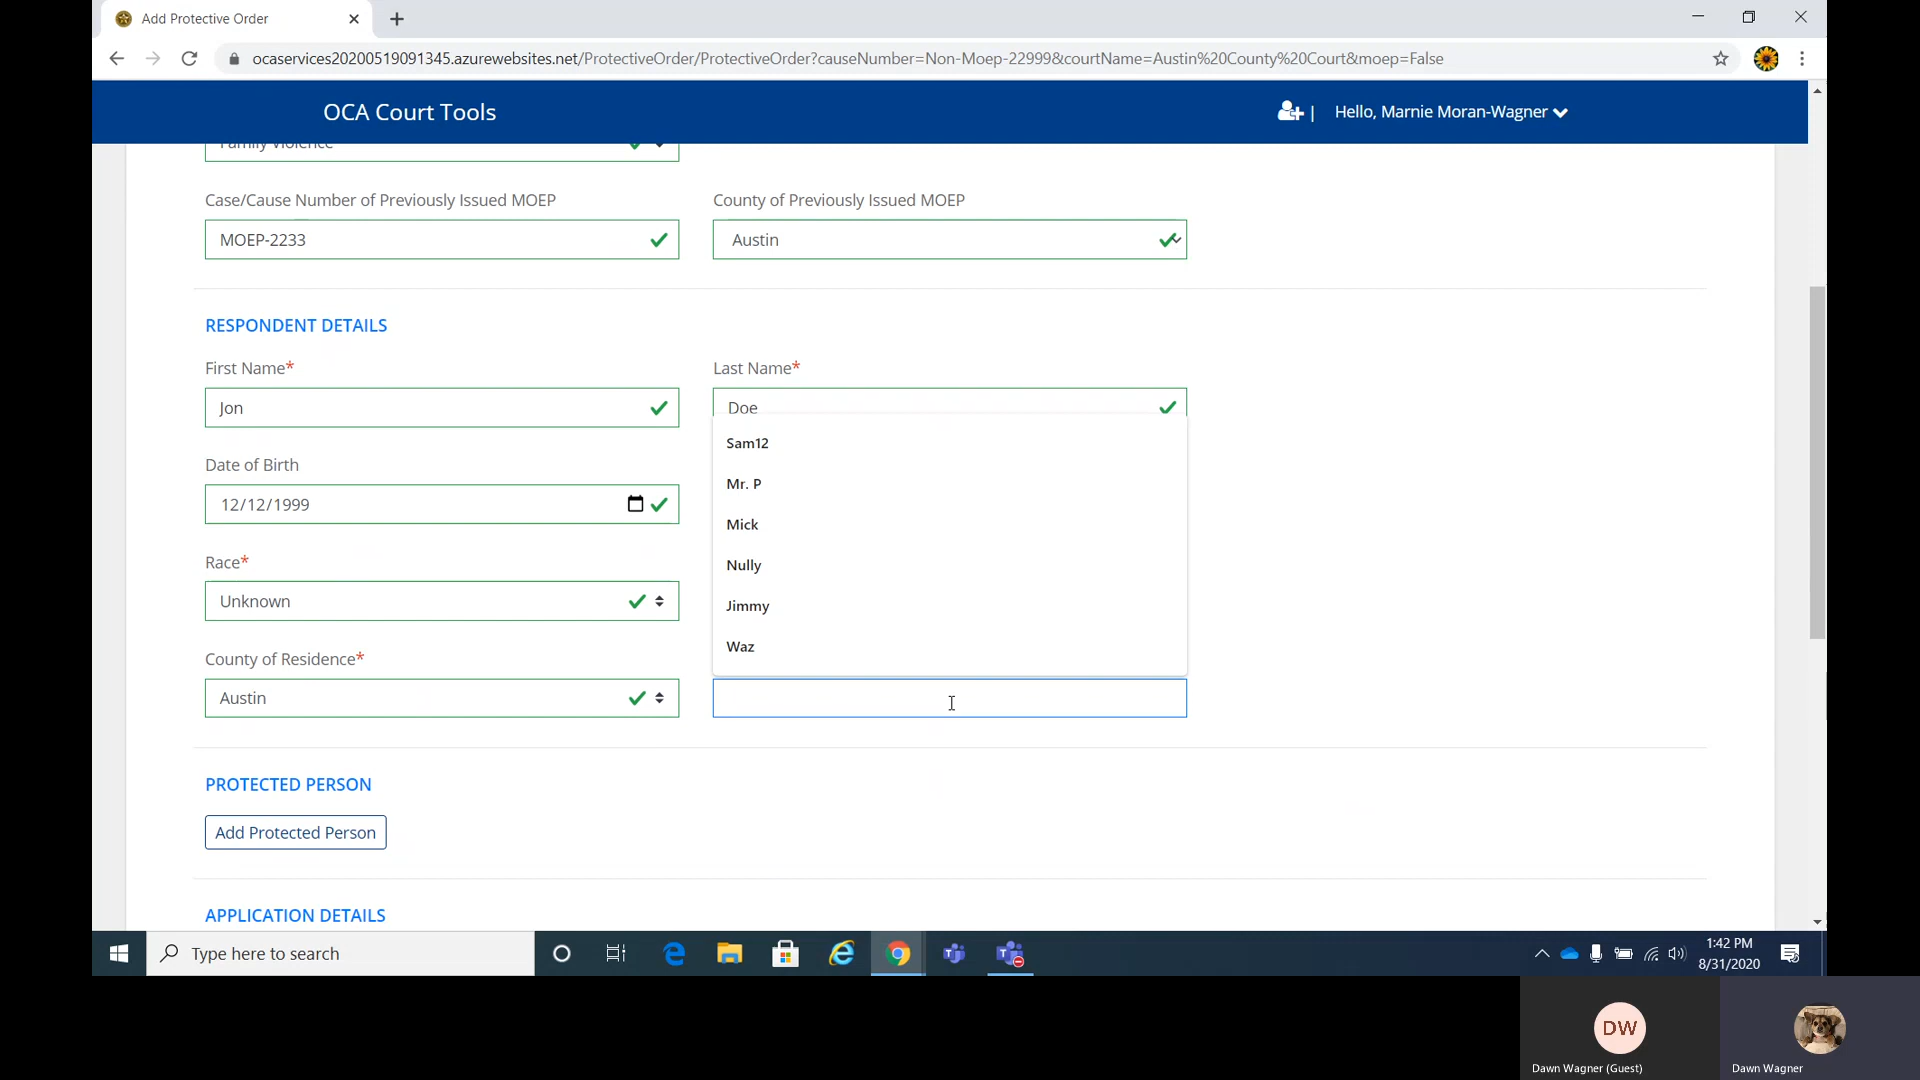 Add Protective Order
ocaservices20200519091345.azurewebsites.net/ProtectiveOrder/ProtectiveOrder?causeNumber=Non-Moep-22999&courtName=Austin%20County%20Court&moep=False
OCA Court Tools
| Hello, Marnie Moran-Wagner
Family Violence
Case/Cause Number of Previously Issued MOEP
County of Previously Issued MOEP
MOEP-2233
Austin
RESPONDENT DETAILS
First Name*
Last Name*
Jon
Doe
Sam12
Date of Birth
Mr. P
12/12/1999
Mick
Race*
Nully
Unknown
Jimmy
County of Residence*
Waz
Austin
PROTECTED PERSON
Add Protected Person
APPLICATION DETAILS
Type here to search
1:42 PM
8/31/2020
DW
Dawn Wagner (Guest)
Dawn Wagner